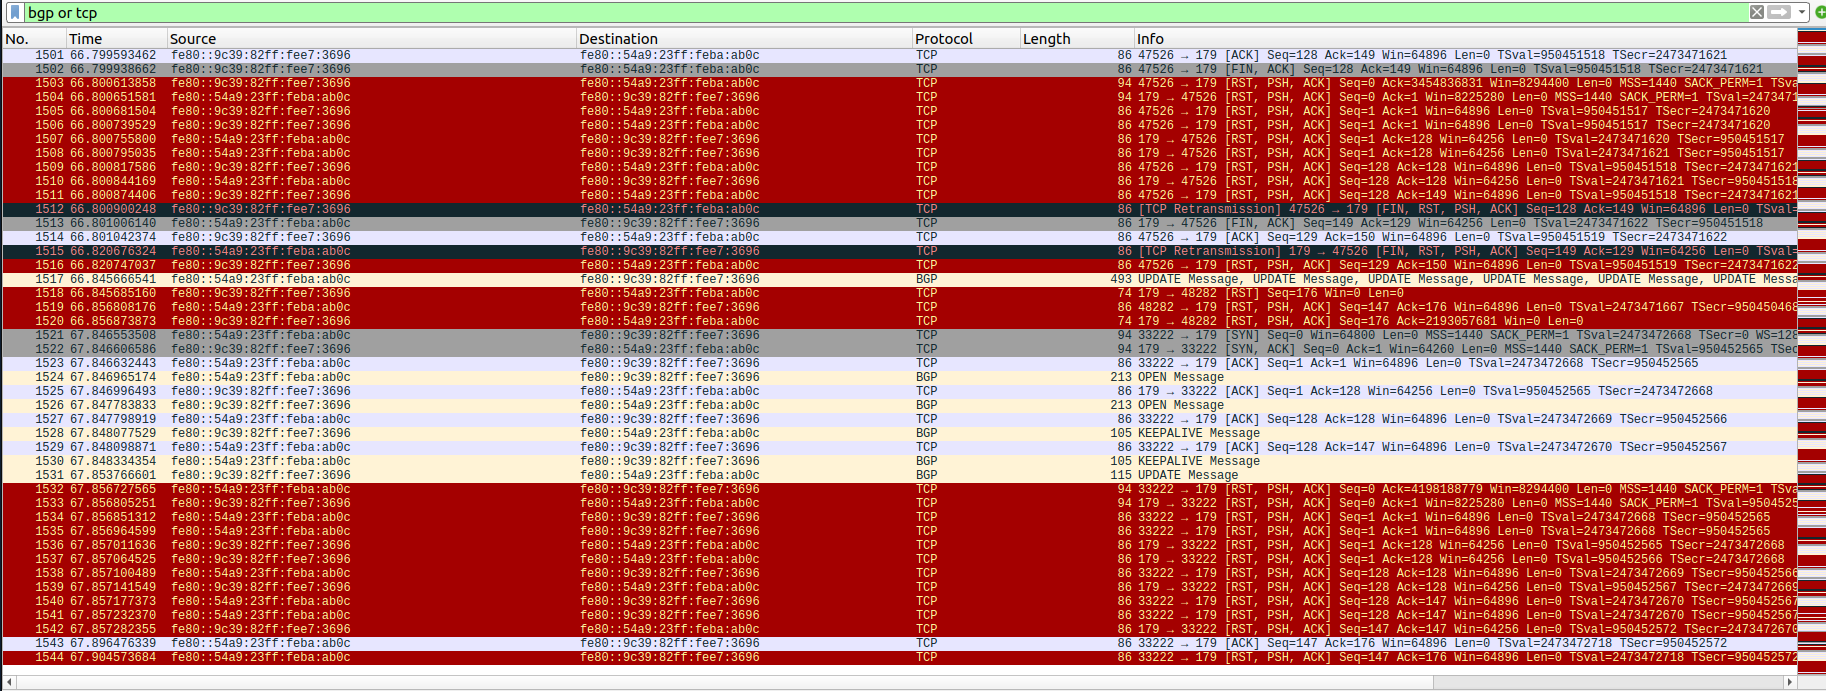 bgp or tcp
No. Time Source Destination Protocol Length Info
1501 66.799593462 fe80::9c39:82ff:fee7:3696 fe80::54a9:23ff:feba:ab0c TCP 86 47526 → 179 [ACK] Seq=128 Ack=149 Win=64896 Len=0 TSval=950451518 TSecr=2473471621
1502 66.799938662 fe80::9c39:82ff:fee7:3696 fe80::54a9:23ff:feba:ab0c TCP 86 47526 → 179 [FIN, ACK] Seq=128 Ack=149 Win=64896 Len=0 TSval=950451518 TSecr=2473471621
1503 66.800613858 fe80::9c39:82ff:fee7:3696 fe80::54a9:23ff:feba:ab0c TCP 94 47526 → 179 [RST, PSH, ACK] Seq=0 Ack=3454836831 Win=8294400 Len=0 MSS=1440 SACK_PERM=1 TSva
1504 66.800651581 fe80::54a9:23ff:feba:ab0c fe80::9c39:82ff:fee7:3696 TCP 94 179 → 47526 [RST, PSH, ACK] Seq=0 Ack=1 Win=8225280 Len=0 MSS=1440 SACK_PERM=1 TSval=2473471
1505 66.800681504 fe80::9c39:82ff:fee7:3696 fe80::54a9:23ff:feba:ab0c TCP 86 47526 → 179 [RST, PSH, ACK] Seq=1 Ack=1 Win=64896 Len=0 TSval=950451517 TSecr=2473471620
1506 66.800739529 fe80::9c39:82ff:fee7:3696 fe80::54a9:23ff:feba:ab0c TCP 86 47526 → 179 [RST, PSH, ACK] Seq=1 Ack=1 Win=64896 Len=0 TSval=950451517 TSecr=2473471620
1507 66.800755800 fe80::54a9:23ff:feba:ab0c fe80::9c39:82ff:fee7:3696 TCP 86 179 → 47526 [RST, PSH, ACK] Seq=1 Ack=128 Win=64256 Len=0 TSval=2473471620 TSecr=950451517
1508 66.800795035 fe80::54a9:23ff:feba:ab0c fe80::9c39:82ff:fee7:3696 TCP 86 179 → 47526 [RST, PSH, ACK] Seq=1 Ack=128 Win=64256 Len=0 TSval=2473471621 TSecr=950451517
1509 66.800817586 fe80::9c39:82ff:fee7:3696 fe80::54a9:23ff:feba:ab0c TCP 86 47526 → 179 [RST, PSH, ACK] Seq=128 Ack=128 Win=64896 Len=0 TSval=950451518 TSecr=2473471621
1510 66.800844169 fe80::54a9:23ff:feba:ab0c fe80::9c39:82ff:fee7:3696 TCP 86 179 → 47526 [RST, PSH, ACK] Seq=128 Ack=128 Win=64256 Len=0 TSval=2473471621 TSecr=950451518
1511 66.800874406 fe80::9c39:82ff:fee7:3696 fe80::54a9:23ff:feba:ab0c TCP 86 47526 → 179 [RST, PSH, ACK] Seq=128 Ack=149 Win=64896 Len=0 TSval=950451518 TSecr=2473471621
1512 66.800900248 fe80::9c39:82ff:fee7:3696 fe80::54a9:23ff:feba:ab0c TCP 86 [TCP Retransmission] 47526 → 179 [FIN, RST, PSH, ACK] Seq=128 Ack=149 Win=64896 Len=0 TSval=
1513 66.801006140 fe80::54a9:23ff:feba:ab0c fe80::9c39:82ff:fee7:3696 TCP 86 179 → 47526 [FIN, ACK] Seq=149 Ack=129 Win=64256 Len=0 TSval=2473471622 TSecr=950451518
1514 66.801042374 fe80::9c39:82ff:fee7:3696 fe80::54a9:23ff:feba:ab0c TCP 86 47526 → 179 [ACK] Seq=129 Ack=150 Win=64896 Len=0 TSval=950451519 TSecr=2473471622
1515 66.820676324 fe80::54a9:23ff:feba:ab0c fe80::9c39:82ff:fee7:3696 TCP 86 [TCP Retransmission] 179 → 47526 [FIN, RST, PSH, ACK] Seq=149 Ack=129 Win=64256 Len=0 TSval=
1516 66.820747037 fe80::9c39:82ff:fee7:3696 fe80::54a9:23ff:feba:ab0c TCP 86 47526 → 179 [RST, PSH, ACK] Seq=129 Ack=150 Win=64896 Len=0 TSval=950451519 TSecr=2473471622
1517 66.845666541 fe80::54a9:23ff:feba:ab0c fe80::9c39:82ff:fee7:3696 BGP 493 UPDATE Message, UPDATE Message, UPDATE Message, UPDATE Message, UPDATE Message, UPDATE Messa
1518 66.845685160 fe80::9c39:82ff:fee7:3696 fe80::54a9:23ff:feba:ab0c TCP 74 179 → 48282 [RST] Seq=176 Win=0 Len=0
1519 66.856808176 fe80::54a9:23ff:feba:ab0c fe80::9c39:82ff:fee7:3696 TCP 86 48282 → 179 [RST, PSH, ACK] Seq=147 Ack=176 Win=64896 Len=0 TSval=2473471667 TSecr=950450468
1520 66.856873873 fe80::9c39:82ff:fee7:3696 fe80::54a9:23ff:feba:ab0c TCP 74 179 → 48282 [RST, PSH, ACK] Seq=176 Ack=2193057681 Win=0 Len=0
1521 67.846553508 fe80::54a9:23ff:feba:ab0c fe80::9c39:82ff:fee7:3696 TCP 94 33222 → 179 [SYN] Seq=0 Win=64800 Len=0 MSS=1440 SACK_PERM=1 TSval=2473472668 TSecr=0 WS=128
1522 67.846606586 fe80::9c39:82ff:fee7:3696 fe80::54a9:23ff:feba:ab0c TCP 94 179 → 33222 [SYN, ACK] Seq=0 Ack=1 Win=64260 Len=0 MSS=1440 SACK_PERM=1 TSval=950452565 TSec
1523 67.846632443 fe80::54a9:23ff:feba:ab0c fe80::9c39:82ff:fee7:3696 TCP 86 33222 → 179 [ACK] Seq=1 Ack=1 Win=64896 Len=0 TSval=2473472668 TSecr=950452565
1524 67.846965174 fe80::54a9:23ff:feba:ab0c fe80::9c39:82ff:fee7:3696 BGP 213 OPEN Message
1525 67.846996493 fe80::9c39:82ff:fee7:3696 fe80::54a9:23ff:feba:ab0c TCP 86 179 → 33222 [ACK] Seq=1 Ack=128 Win=64256 Len=0 TSval=950452565 TSecr=2473472668
1526 67.847783833 fe80::9c39:82ff:fee7:3696 fe80::54a9:23ff:feba:ab0c BGP 213 OPEN Message
1527 67.847798919 fe80::54a9:23ff:feba:ab0c fe80::9c39:82ff:fee7:3696 TCP 86 33222 → 179 [ACK] Seq=128 Ack=128 Win=64896 Len=0 TSval=2473472669 TSecr=950452566
1528 67.848077529 fe80::9c39:82ff:fee7:3696 fe80::54a9:23ff:feba:ab0c BGP 105 KEEPALIVE Message
1529 67.848098871 fe80::54a9:23ff:feba:ab0c fe80::9c39:82ff:fee7:3696 TCP 86 33222 → 179 [ACK] Seq=128 Ack=147 Win=64896 Len=0 TSval=2473472670 TSecr=950452567
1530 67.848334354 fe80::54a9:23ff:feba:ab0c fe80::9c39:82ff:fee7:3696 BGP 105 KEEPALIVE Message
1531 67.853766601 fe80::9c39:82ff:fee7:3696 fe80::54a9:23ff:feba:ab0c BGP 115 UPDATE Message
1532 67.856727565 fe80::54a9:23ff:feba:ab0c fe80::9c39:82ff:fee7:3696 TCP 94 33222 → 179 [RST, PSH, ACK] Seq=0 Ack=4198188779 Win=8294400 Len=0 MSS=1440 SACK_PERM=1 TSva
1533 67.856805251 fe80::9c39:82ff:fee7:3696 fe80::54a9:23ff:feba:ab0c TCP 94 179 → 33222 [RST, PSH, ACK] Seq=0 Ack=1 Win=8225280 Len=0 MSS=1440 SACK_PERM=1 TSval=9504525
1534 67.856851312 fe80::54a9:23ff:feba:ab0c fe80::9c39:82ff:fee7:3696 TCP 86 33222 → 179 [RST, PSH, ACK] Seq=1 Ack=1 Win=64896 Len=0 TSval=2473472668 TSecr=950452565
1535 67.856964599 fe80::54a9:23ff:feba:ab0c fe80::9c39:82ff:fee7:3696 TCP 86 33222 → 179 [RST, PSH, ACK] Seq=1 Ack=1 Win=64896 Len=0 TSval=2473472668 TSecr=950452565
1536 67.857011636 fe80::9c39:82ff:fee7:3696 fe80::54a9:23ff:feba:ab0c TCP 86 179 → 33222 [RST, PSH, ACK] Seq=1 Ack=128 Win=64256 Len=0 TSval=950452565 TSecr=2473472668
1537 67.857064525 fe80::9c39:82ff:fee7:3696 fe80::54a9:23ff:feba:ab0c TCP 86 179 → 33222 [RST, PSH, ACK] Seq=1 Ack=128 Win=64256 Len=0 TSval=950452566 TSecr=2473472668
1538 67.857100489 fe80::54a9:23ff:feba:ab0c fe80::9c39:82ff:fee7:3696 TCP 86 33222 → 179 [RST, PSH, ACK] Seq=128 Ack=128 Win=64896 Len=0 TSval=2473472669 TSecr=950452566
1539 67.857141549 fe80::9c39:82ff:fee7:3696 fe80::54a9:23ff:feba:ab0c TCP 86 179 → 33222 [RST, PSH, ACK] Seq=128 Ack=128 Win=64256 Len=0 TSval=950452567 TSecr=2473472669
1540 67.857177373 fe80::54a9:23ff:feba:ab0c fe80::9c39:82ff:fee7:3696 TCP 86 33222 → 179 [RST, PSH, ACK] Seq=128 Ack=147 Win=64896 Len=0 TSval=2473472670 TSecr=950452567
1541 67.857232370 fe80::54a9:23ff:feba:ab0c fe80::9c39:82ff:fee7:3696 TCP 86 33222 → 179 [RST, PSH, ACK] Seq=128 Ack=147 Win=64896 Len=0 TSval=2473472670 TSecr=950452567
1542 67.857282355 fe80::9c39:82ff:fee7:3696 fe80::54a9:23ff:feba:ab0c TCP 86 179 → 33222 [RST, PSH, ACK] Seq=147 Ack=147 Win=64256 Len=0 TSval=950452572 TSecr=2473472670
1543 67.896476339 fe80::54a9:23ff:feba:ab0c fe80::9c39:82ff:fee7:3696 TCP 86 33222 → 179 [ACK] Seq=147 Ack=176 Win=64896 Len=0 TSval=2473472718 TSecr=950452572
1544 67.904573684 fe80::54a9:23ff:feba:ab0c fe80::9c39:82ff:fee7:3696 TCP 86 33222 → 179 [RST, PSH, ACK] Seq=147 Ack=176 Win=64896 Len=0 TSval=2473472718 TSecr=950452572